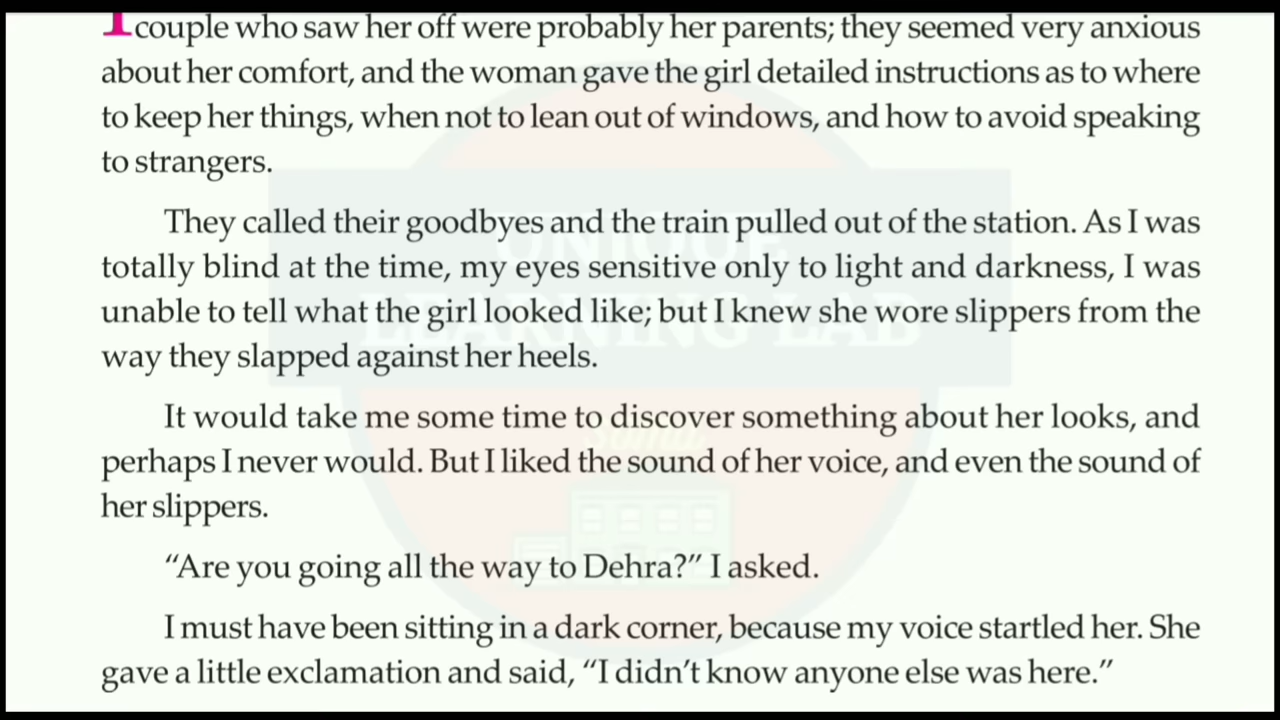 couple who saw her off were probably her parents; they seemed very anxious
about her comfort, and the woman gave the girl detailed instructions as to where
to keep her things, when not to lean out of windows, and how to avoid speaking
to strangers.
They called their goodbyes and the train pulled out of the station. As I was
totally blind at the time, my eyes sensitive only to light and darkness, I was
unable to tell what the girl looked like; but I knew she wore slippers from the
way they slapped against her heels.
It would take me some time to discover something about her looks, and
perhaps I never would. But I liked the sound of her voice, and even the sound of
her slippers.
“Are you going all the way to Dehra?” I asked.
I must have been sitting in a dark corner, because my voice startled her. She
gave a little exclamation and said, “I didn’t know anyone else was here.”
UNIQUE
LEARNING LAB